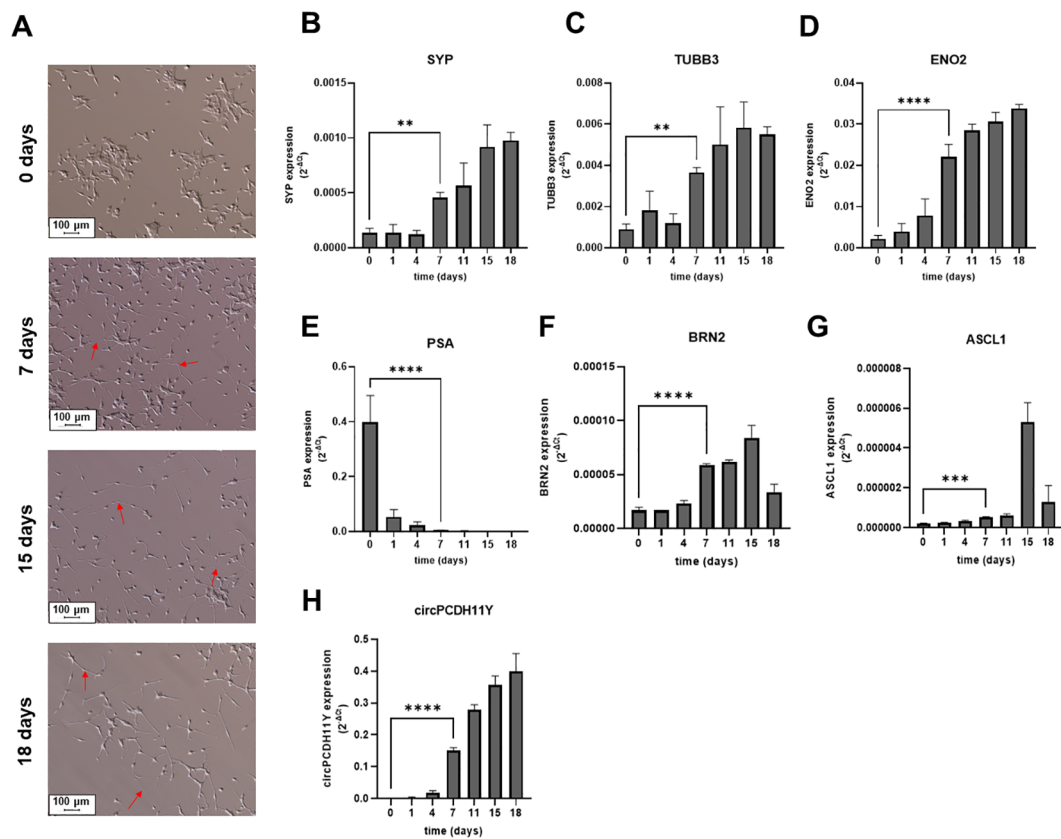 A
0 days
100 µm
7 days
100 µm
15 days
100 µm
18 days
100 µm
B
SYP
SYP expression
(2^-ΔCt)
0.0015
0.0010
0.0005
0.0000
**
0 1 4 7 11 15 18
time (days)
C
TUBB3
TUBB3 expression
(2^-ΔCt)
0.008
0.006
0.004
0.002
0.000
**
0 1 4 7 11 15 18
time (days)
D
ENO2
ENO2 expression
(2^-ΔCt)
0.04
0.03
0.02
0.01
0.00
****
0 1 4 7 11 15 18
time (days)
E
PSA
PSA expression
(2^-ΔCt)
0.6
0.4
0.2
0.0
****
0 1 4 7 11 15 18
time (days)
F
BRN2
BRN2 expression
(2^-ΔCt)
0.00015
0.00010
0.00005
0.00000
****
0 1 4 7 11 15 18
time (days)
G
ASCL1
ASCL1 expression
(2^-ΔCt)
0.000008
0.000006
0.000004
0.000002
0.000000
***
0 1 4 7 11 15 18
time (days)
H
circPCDH11Y
circPCDH11Y expression
(2^-ΔCt)
0.5
0.4
0.3
0.2
0.1
0.0
****
0 1 4 7 11 15 18
time (days)